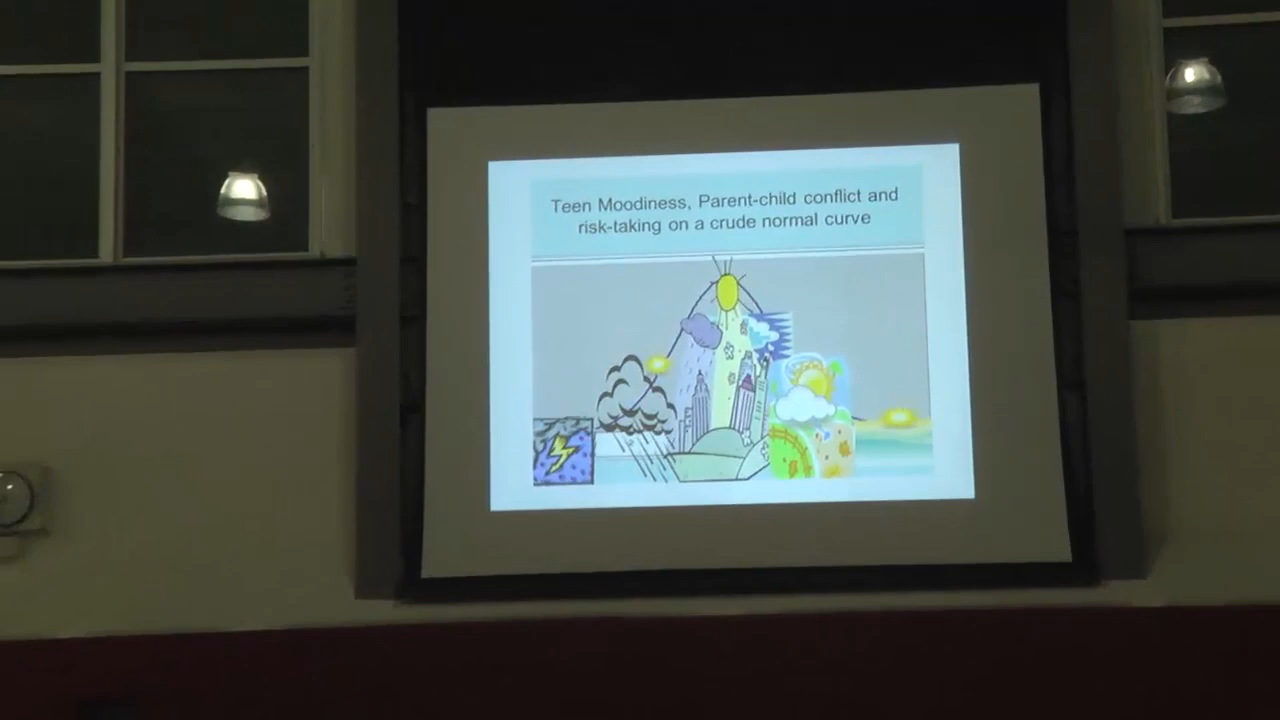 Teen Moodiness, Parent-child conflict and
risk-taking on a crude normal curve